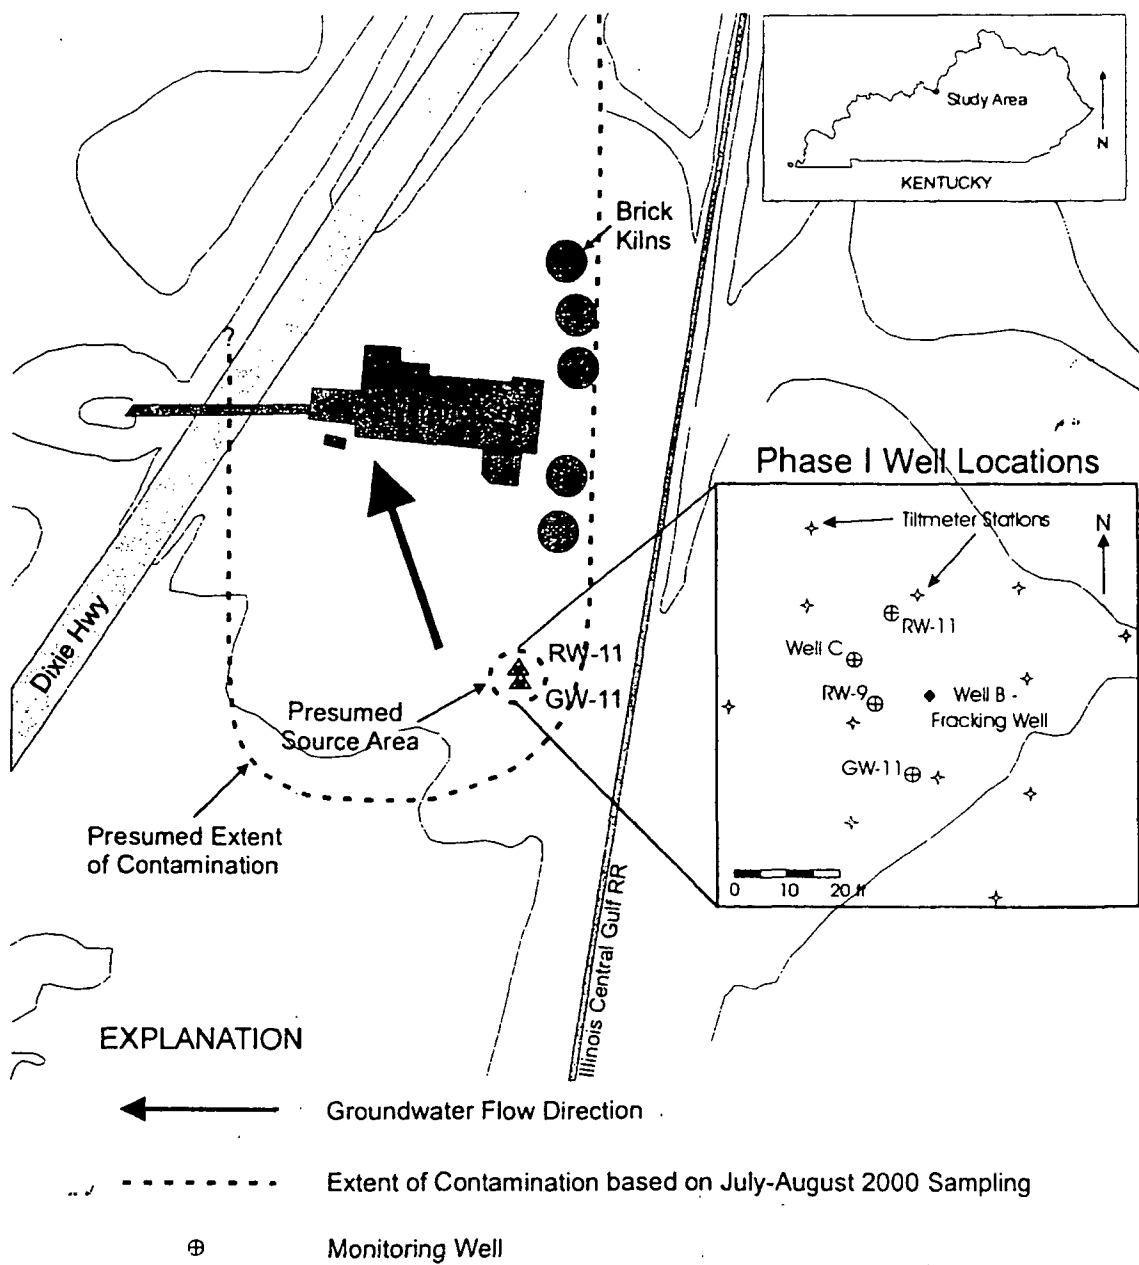 Study Area
N
KENTUCKY
Brick
Kilns
Phase I Well Locations
Tiltmeter Stations
N
RW-11
Well C
RW-9
Well B -
Fracking Well
GW-11
0 10 20 ft
Dixie Hwy
RW-11
GW-11
Presumed
Source Area
Presumed Extent
of Contamination
Illinois Central Gulf RR
EXPLANATION
Groundwater Flow Direction
Extent of Contamination based on July-August 2000 Sampling
Monitoring Well